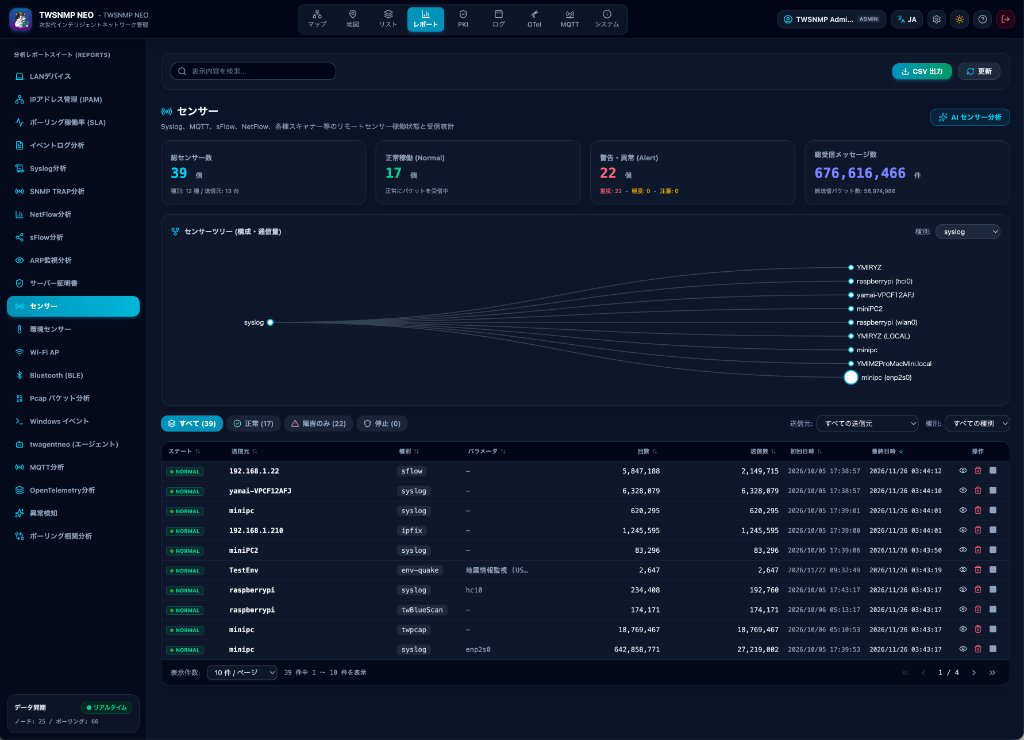 TWSNMP NEO - TWSNMP NEO
次世代インテリジェントネットワーク管理
マップ
地図
リスト
レポート
PKI
ログ
OTel
MQTT
システム
TWSNMP Admi... ADMIN
JA
分析レポートスイート (REPORTS)
LANデバイス
IPアドレス管理 (IPAM)
ポーリング稼働率 (SLA)
イベントログ分析
Syslog分析
SNMP TRAP分析
NetFlow分析
sFlow分析
ARP監視分析
サーバー証明書
センサー
環境センサー
Wi-Fi AP
Bluetooth (BLE)
Pcap パケット分析
Windows イベント
twagentneo (エージェント)
MQTT分析
OpenTelemetry分析
異常検知
ポーリング相関分析
データ同期
リアルタイム
ノード: 25 / ポーリング: 66
表示内容を検索...
CSV 出力
更新
センサー
Syslog、MQTT、sFlow、NetFlow、各種スキャナー等のリモートセンサー稼働状態と受信統計
AI センサー分析
総センサー数
39 個
種別: 12 種 / 送信元: 13 台
正常稼働 (Normal)
17 個
正常にパケットを受信中
警告・異常 (Alert)
22 個
重度: 22 • 軽度: 0 • 注意: 0
総受信メッセージ数
676,616,466 件
総送信パケット数: 56,974,986
センサーツリー (構成・通信量)
種別: syslog
syslog
YMIRYZ
raspberrypi (hci0)
yamai-VPCF12AFJ
miniPC2
raspberrypi (wlan0)
YMIRYZ (LOCAL)
minipc
YMIM2ProMacMini.local
minipc (enp2s0)
すべて (39)
正常 (17)
障害のみ (22)
停止 (0)
送信元: すべての送信元
種別: すべての種別
ステート 送信元 種別 パラメータ 回数 送信数 初回日時 最終日時 操作
NORMAL 192.168.1.22 sflow – 5,847,188 2,149,715 2026/10/05 17:38:57 2026/11/26 03:44:12
NORMAL yamai-VPCF12AFJ syslog – 6,328,079 6,328,079 2026/10/05 17:38:57 2026/11/26 03:44:10
NORMAL minipc syslog – 620,295 620,295 2026/10/05 17:39:01 2026/11/26 03:44:01
NORMAL 192.168.1.210 ipfix – 1,245,595 1,245,595 2026/10/05 17:39:00 2026/11/26 03:44:01
NORMAL miniPC2 syslog – 83,296 83,296 2026/10/05 17:39:06 2026/11/26 03:43:50
NORMAL TestEnv env-quake 地震情報監視 (US… 2,647 2,647 2026/11/22 09:32:49 2026/11/26 03:43:19
NORMAL raspberrypi syslog hci0 234,408 192,760 2026/10/05 17:43:17 2026/11/26 03:43:17
NORMAL raspberrypi twBlueScan – 174,171 174,171 2026/10/06 05:13:17 2026/11/26 03:43:17
NORMAL minipc twpcap – 18,769,467 18,769,467 2026/10/06 05:10:53 2026/11/26 03:43:17
NORMAL minipc syslog enp2s0 642,858,771 27,219,002 2026/10/05 17:39:53 2026/11/26 03:43:17
表示件数: 10 件 / ページ 39 件中 1 〜 10 件を表示
« ‹ 1 / 4 › »